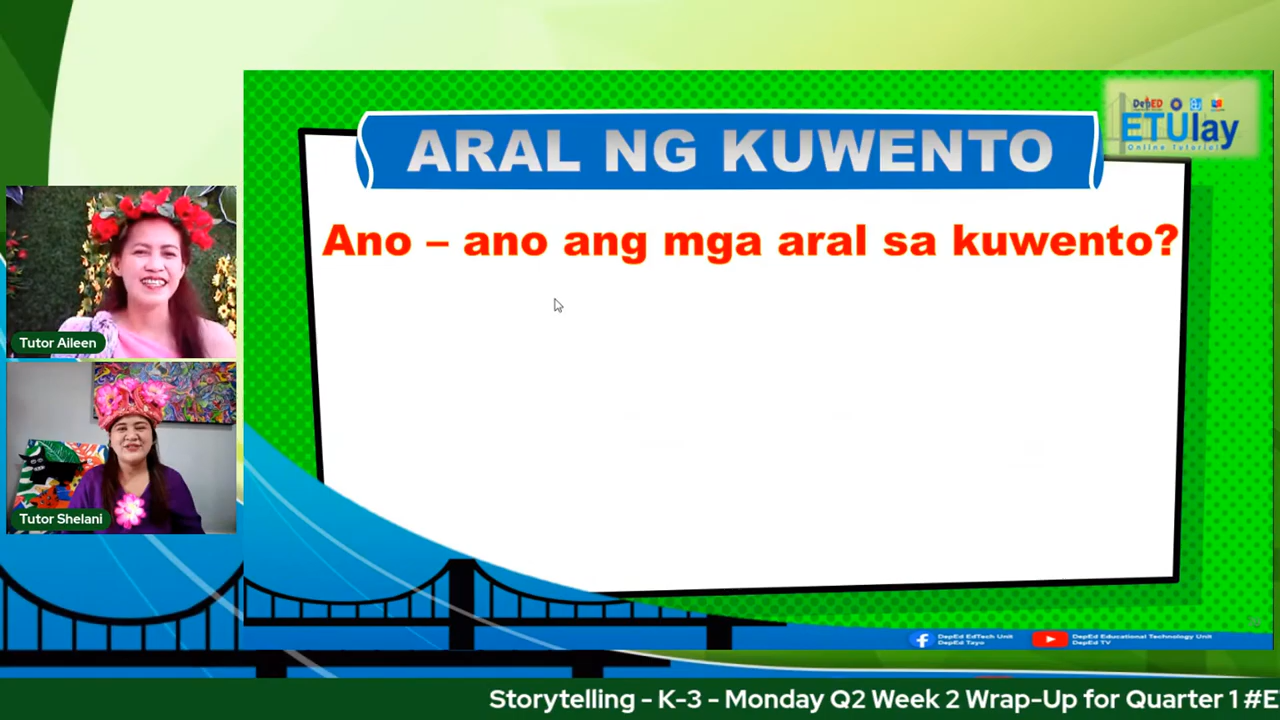 ARAL NG KUWENTO
DepED
ETUlay
Online Tutorial
Ano – ano ang mga aral sa kuwento?
Tutor Aileen
Tutor Shelani
DepEd EdTech Unit
DepEd Tayo
DepEd Educational Technology Unit
DepEd TV
Storytelling - K-3 - Monday Q2 Week 2 Wrap-Up for Quarter 1 #E